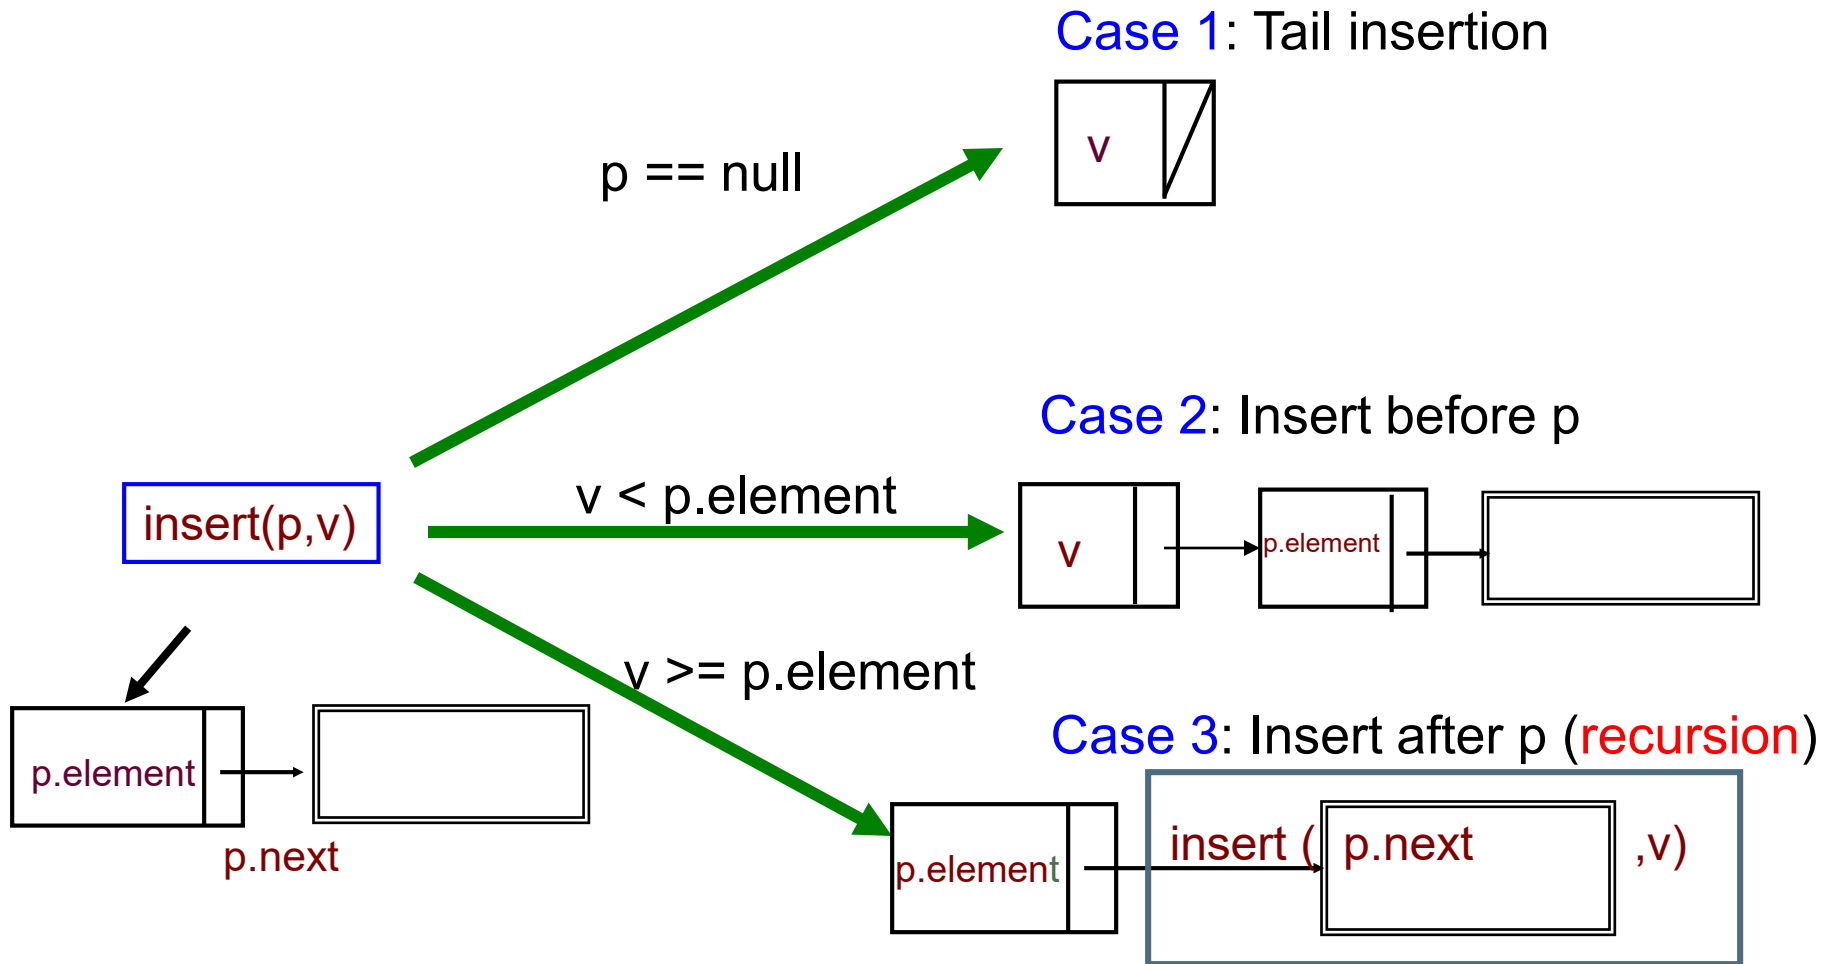 Case 1: Tail insertion
v
p == null
Case 2: Insert before p
insert(p,v)
v < p.element
v
p.element
v >= p.element
Case 3: Insert after p (recursion)
p.element
p.next
p.element
insert ( p.next ,v)